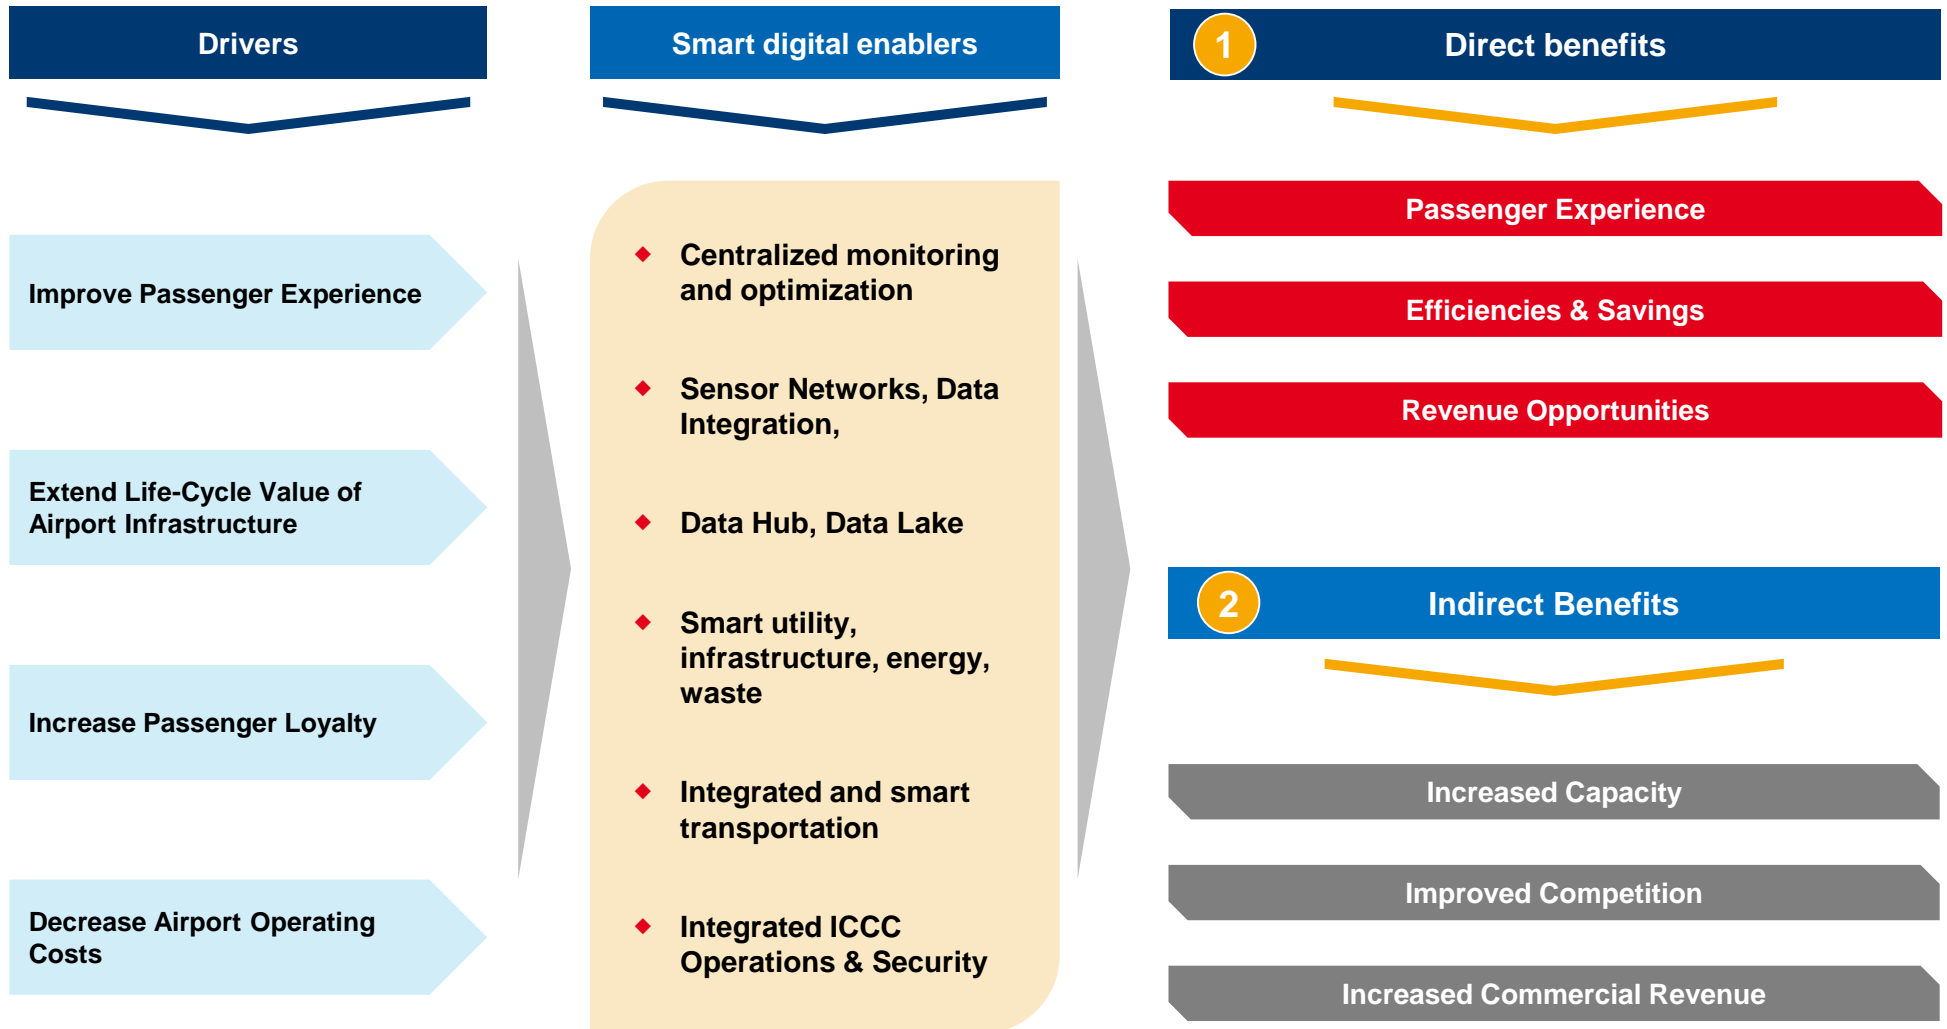 Drivers
Improve Passenger Experience
Extend Life-Cycle Value of
Airport Infrastructure
Increase Passenger Loyalty
Decrease Airport Operating
Costs
Smart digital enablers
Centralized monitoring
and optimization
Sensor Networks, Data
Integration,
Data Hub, Data Lake
Smart utility,
infrastructure, energy,
waste
Integrated and smart
transportation
Integrated ICCC
Operations & Security
1 Direct benefits
Passenger Experience
Efficiencies & Savings
Revenue Opportunities
2 Indirect Benefits
Increased Capacity
Improved Competition
Increased Commercial Revenue